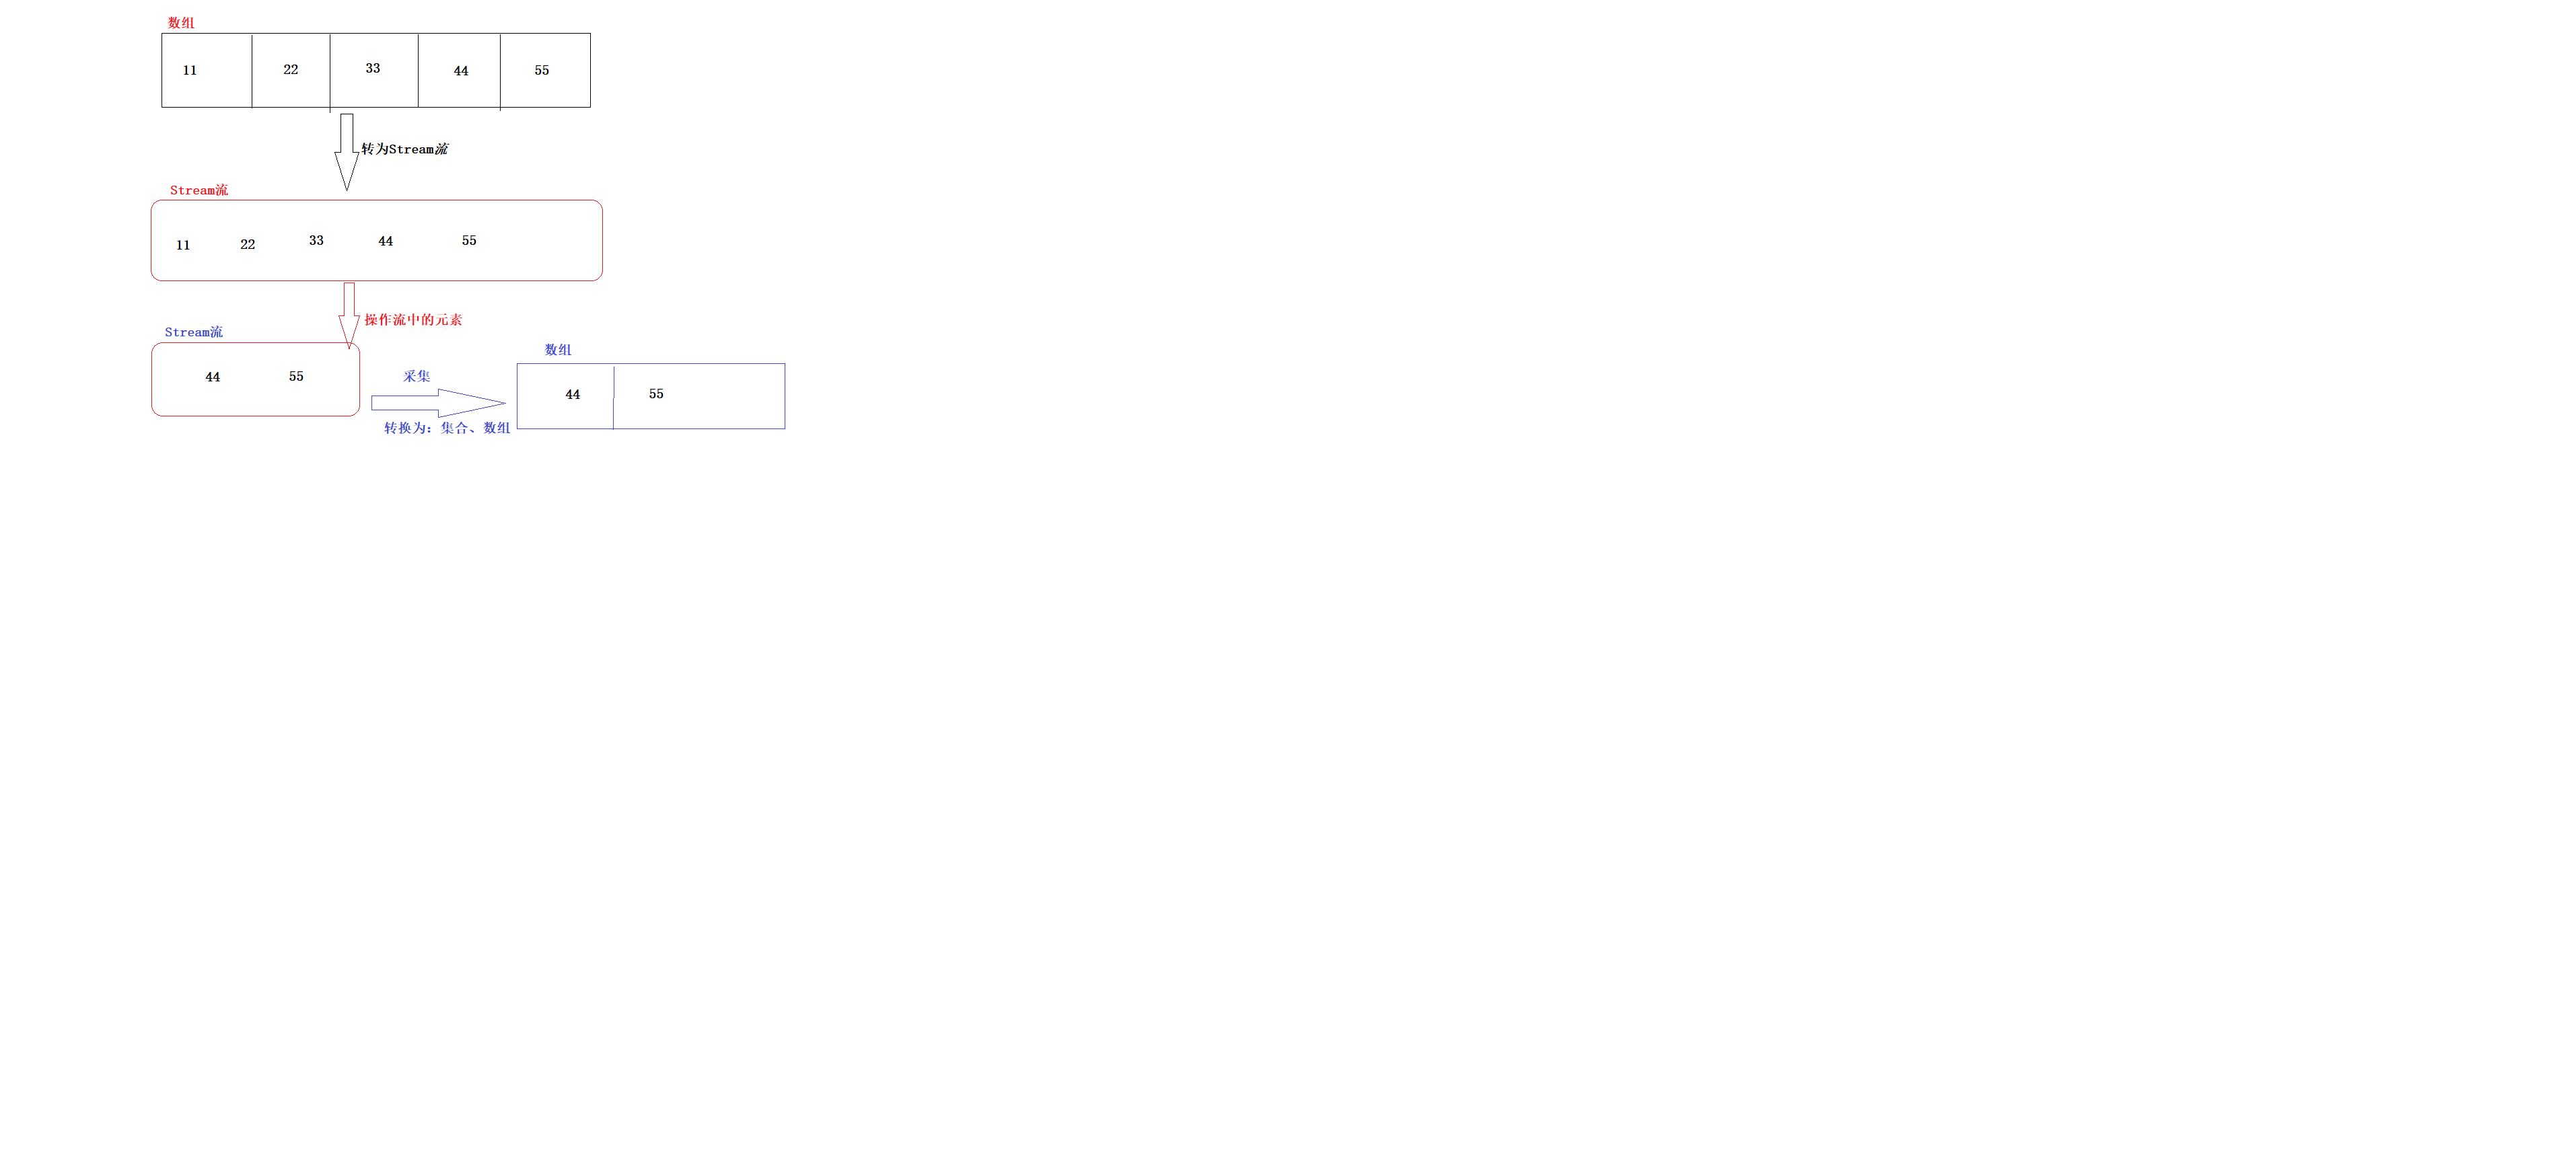 数组
11 22 33 44 55
转为Stream流
Stream流
11 22 33 44 55
操作流中的元素
Stream流
44 55
采集
转换为：集合、数组
数组
44 55